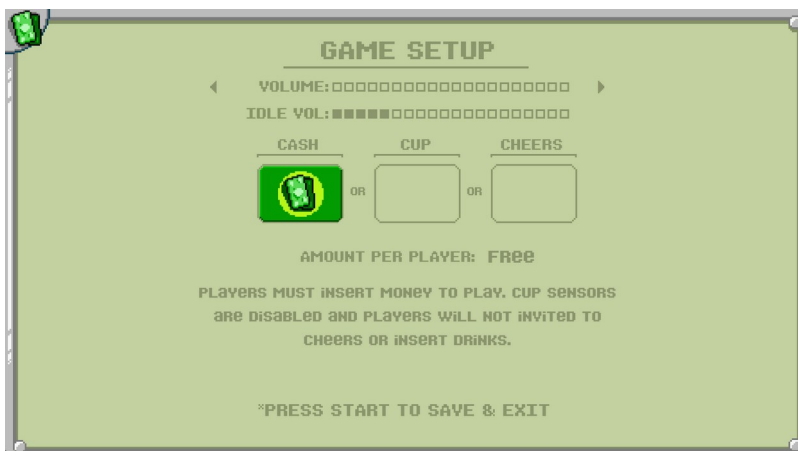 GAME SETUP
VOLUME:
IDLE VOL:
CASH CUP CHEERS
OR OR
AMOUNT PER PLAYER: FREE
PLAYERS MUST INSERT MONEY TO PLAY. CUP SENSORS
ARE DISABLED AND PLAYERS WILL NOT INVITED TO
CHEERS OR INSERT DRINKS.
*PRESS START TO SAVE & EXIT